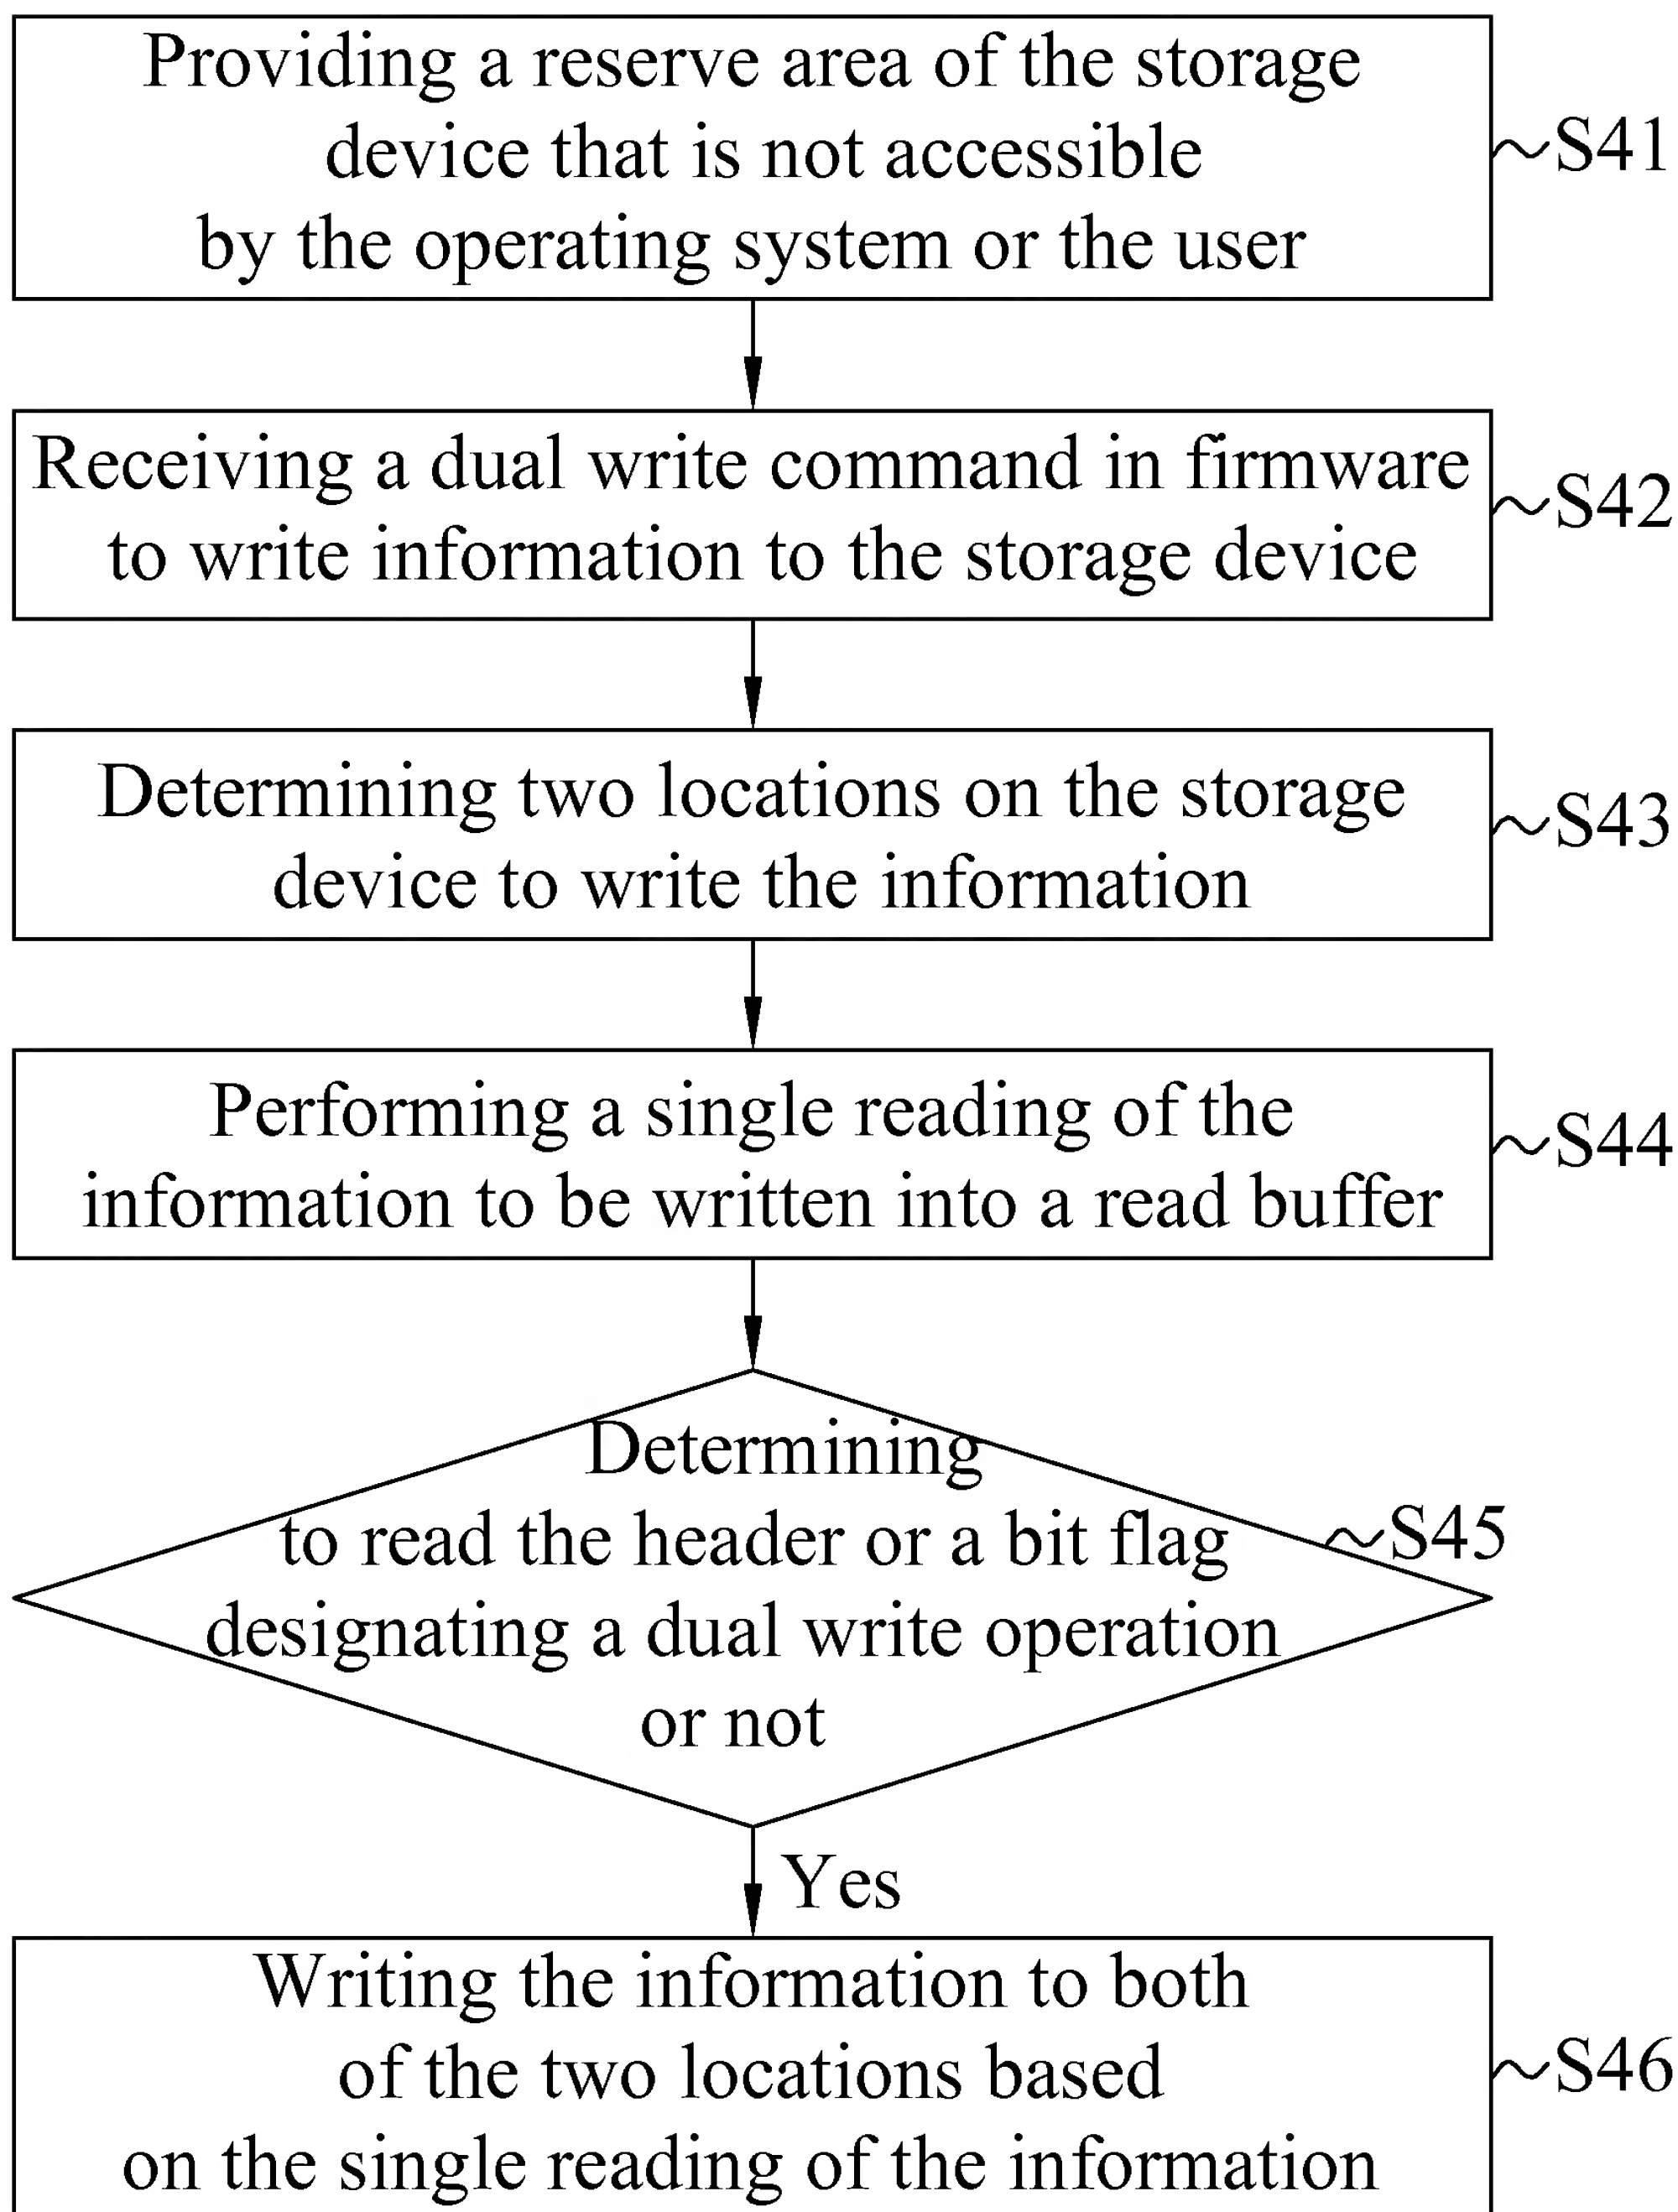 Providing a reserve area of the storage
device that is not accessible
by the operating system or the user
S41
Receiving a dual write command in firmware
to write information to the storage device
S42
Determining two locations on the storage
device to write the information
S43
Performing a single reading of the
information to be written into a read buffer
S44
Determining
to read the header or a bit flag
designating a dual write operation
or not
S45
Yes
Writing the information to both
of the two locations based
on the single reading of the information
S46